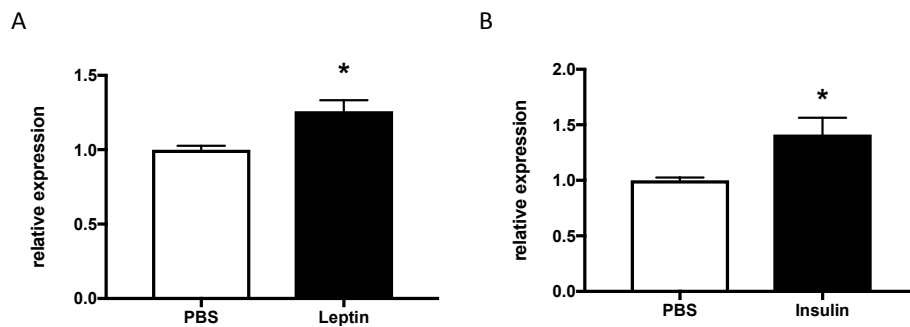 A
B
relative expression
1.5
1.0
0.5
0.0
*
PBS
Leptin
relative expression
2.0
1.5
1.0
0.5
0.0
*
PBS
Insulin